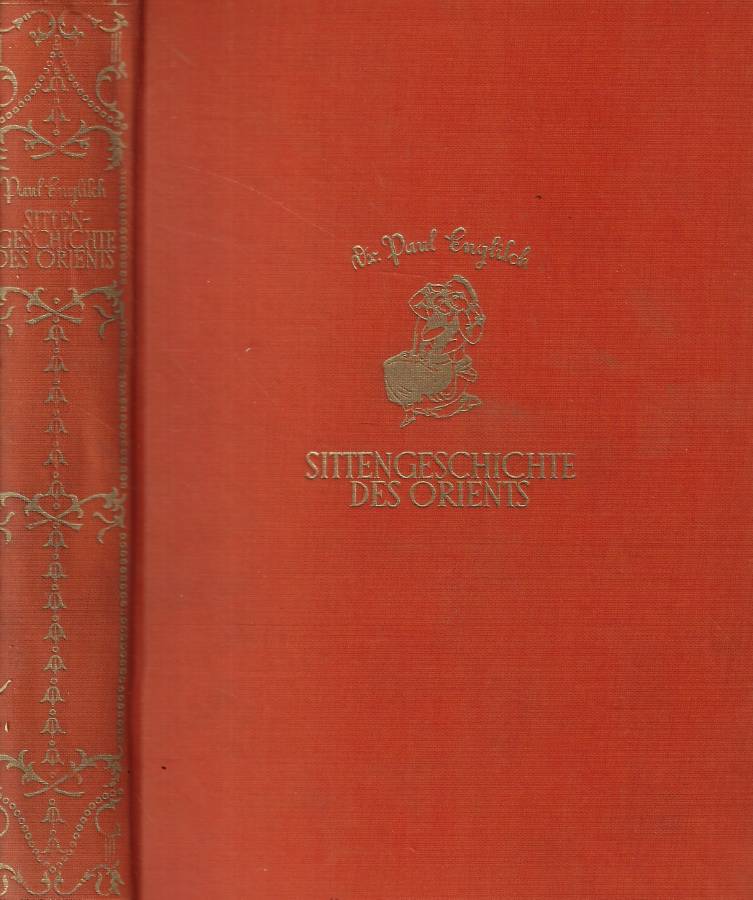 Paul Englisch
SITTEN-
GESCHICHTE
DES ORIENTS
Dr. Paul Englisch
SITTENGESCHICHTE
DES ORIENTS